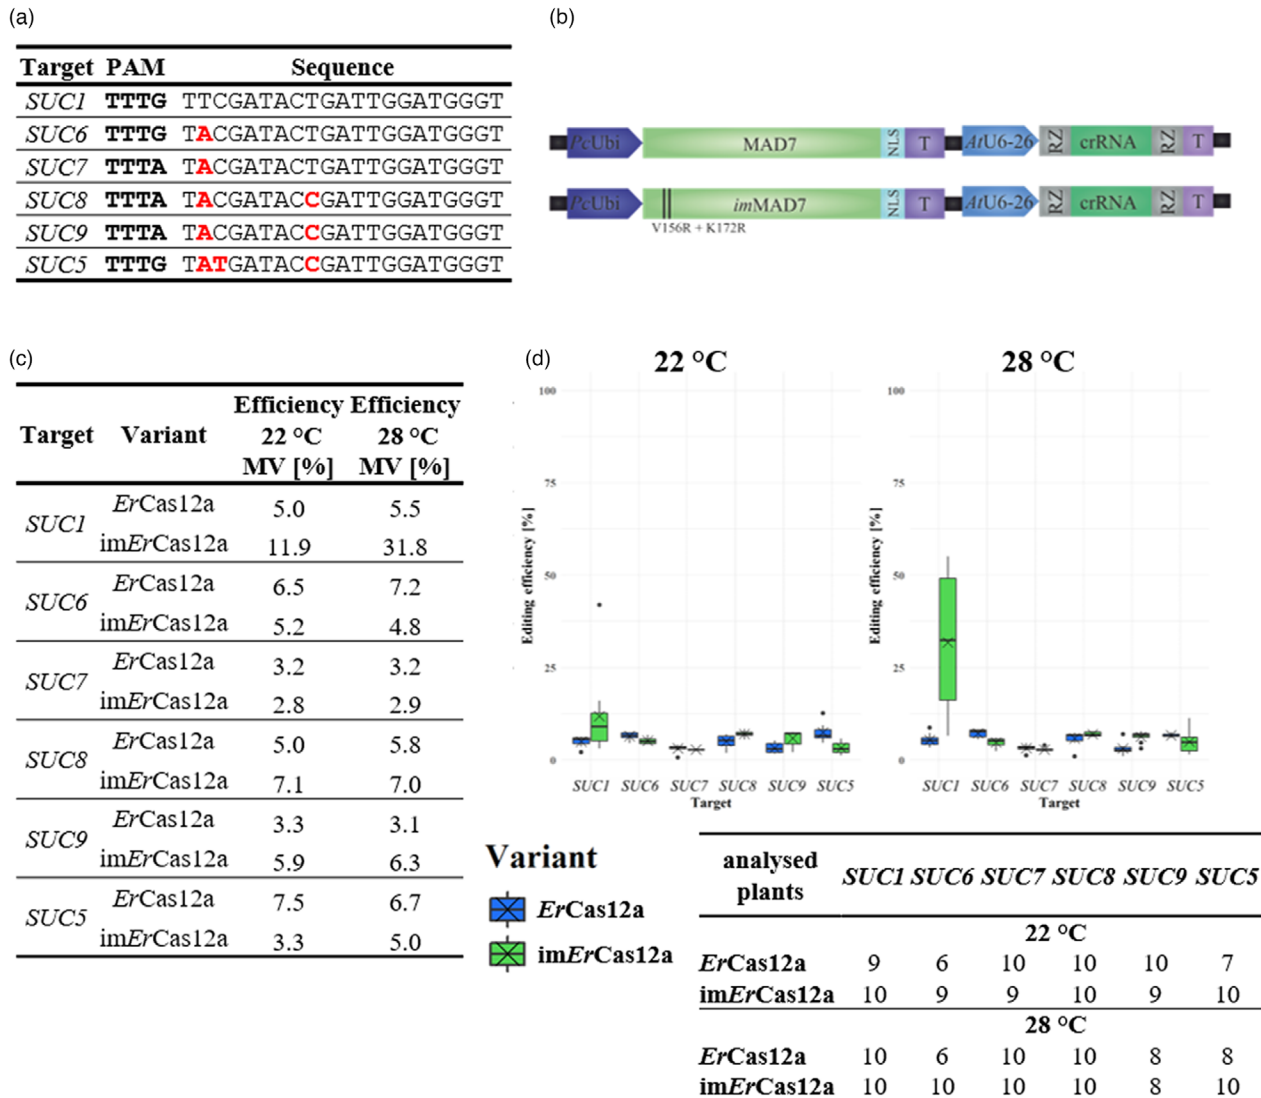 (a)
Target PAM Sequence
SUC1 TTTG TTCGATACTGATTGGATGGGT
SUC6 TTTG TACGATACTGATTGGATGGGT
SUC7 TTTA TACGATACTGATTGGATGGGT
SUC8 TTTA TACGATACCGATTGGATGGGT
SUC9 TTTA TACGATACCGATTGGATGGGT
SUC5 TTTG TATGATACCGATTGGATGGGT
(b)
PcUbi MAD7 NLS T AtU6-26 RZ crRNA RZ T
PcUbi imMAD7 NLS T AtU6-26 RZ crRNA RZ T
V156R + K172R
(c)
Target Variant Efficiency 22 °C MV [%] Efficiency 28 °C MV [%]
SUC1 ErCas12a 5.0 5.5
imErCas12a 11.9 31.8
SUC6 ErCas12a 6.5 7.2
imErCas12a 5.2 4.8
SUC7 ErCas12a 3.2 3.2
imErCas12a 2.8 2.9
SUC8 ErCas12a 5.0 5.8
imErCas12a 7.1 7.0
SUC9 ErCas12a 3.3 3.1
imErCas12a 5.9 6.3
SUC5 ErCas12a 7.5 6.7
imErCas12a 3.3 5.0
(d)
22 °C
Editing efficiency [%]
100
75
50
25
0
SUC1 SUC6 SUC7 SUC8 SUC9 SUC5
Target
28 °C
Editing efficiency [%]
100
75
50
25
0
SUC1 SUC6 SUC7 SUC8 SUC9 SUC5
Target
Variant
ErCas12a
imErCas12a
analysed plants SUC1 SUC6 SUC7 SUC8 SUC9 SUC5
22 °C
ErCas12a 9 6 10 10 10 7
imErCas12a 10 9 9 10 9 10
28 °C
ErCas12a 10 6 10 10 8 8
imErCas12a 10 10 10 10 8 10